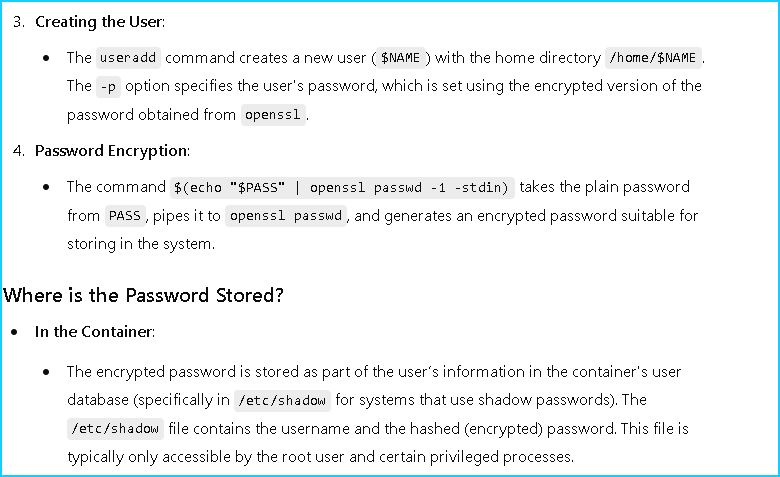 3. Creating the User:
• The useradd command creates a new user ( $NAME ) with the home directory /home/$NAME .
The -p option specifies the user's password, which is set using the encrypted version of the
password obtained from openssl .
4. Password Encryption:
• The command $(echo "$PASS" | openssl passwd -1 -stdin) takes the plain password
from PASS , pipes it to openssl passwd , and generates an encrypted password suitable for
storing in the system.
Where is the Password Stored?
• In the Container:
• The encrypted password is stored as part of the user's information in the container's user
database (specifically in /etc/shadow for systems that use shadow passwords). The
/etc/shadow file contains the username and the hashed (encrypted) password. This file is
typically only accessible by the root user and certain privileged processes.